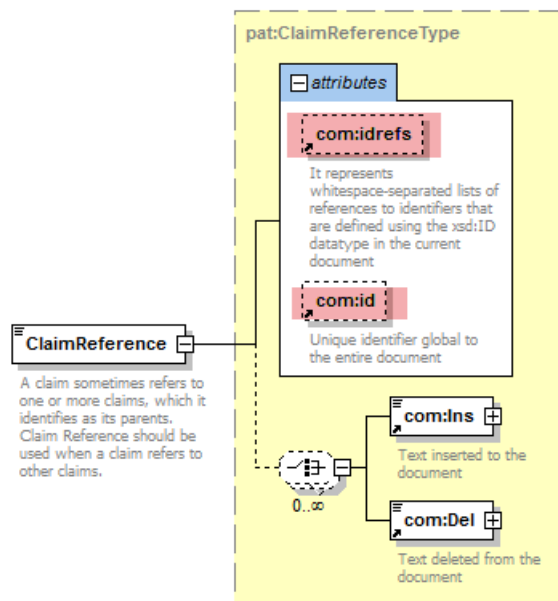 pat:ClaimReferenceType
attributes
com:idrefs
It represents
whitespace-separated lists of
references to identifiers that
are defined using the xsd:ID
datatype in the current
document
com:id
Unique identifier global to
the entire document
ClaimReference
A claim sometimes refers to
one or more claims, which it
identifies as its parents.
Claim Reference should be
used when a claim refers to
other claims.
com:Ins
Text inserted to the
document
0..∞
com:Del
Text deleted from the
document